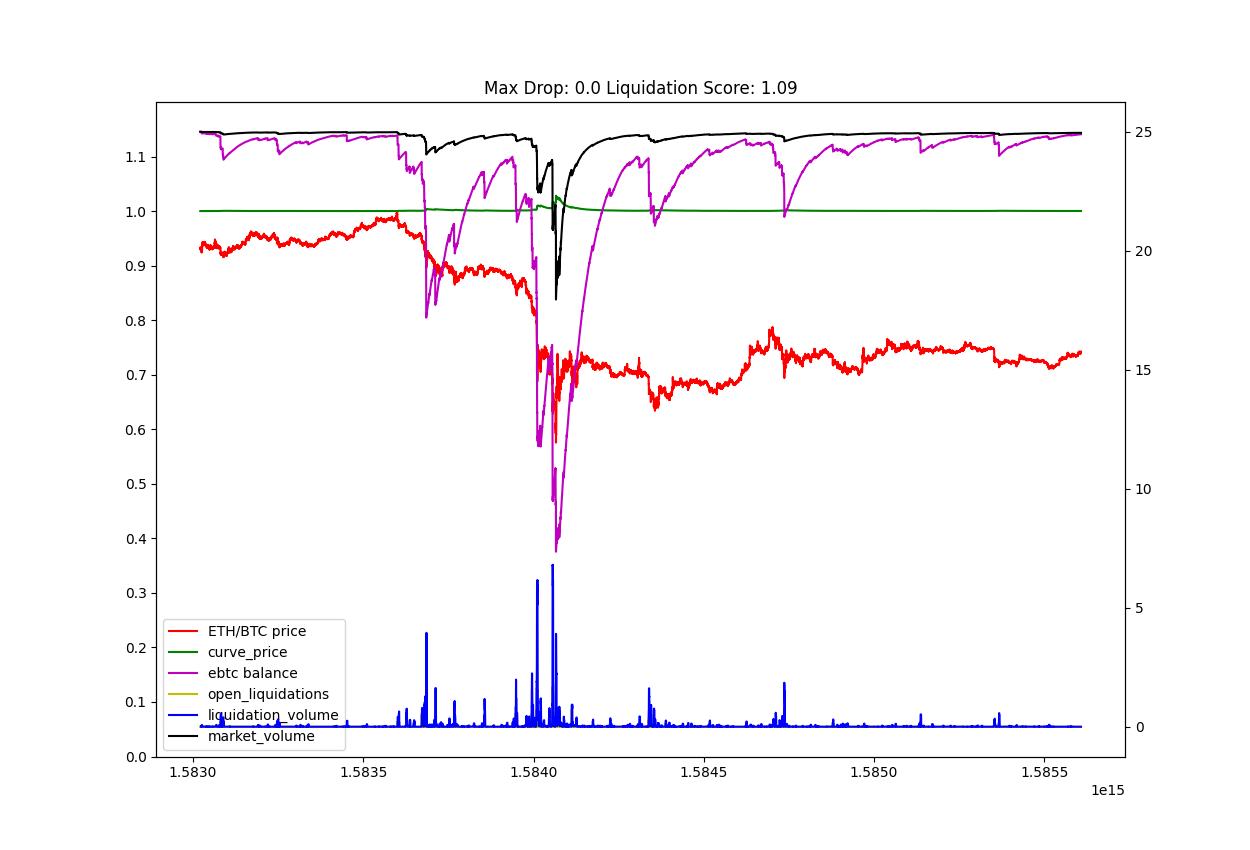 Max Drop: 0.0 Liquidation Score: 1.09
1.1
1.0
0.9
0.8
0.7
0.6
0.5
0.4
0.3
0.2
0.1
0.0
25
20
15
10
5
0
ETH/BTC price
curve_price
ebtc balance
open_liquidations
liquidation_volume
market_volume
1.5830 1.5835 1.5840 1.5845 1.5850 1.5855
1e15